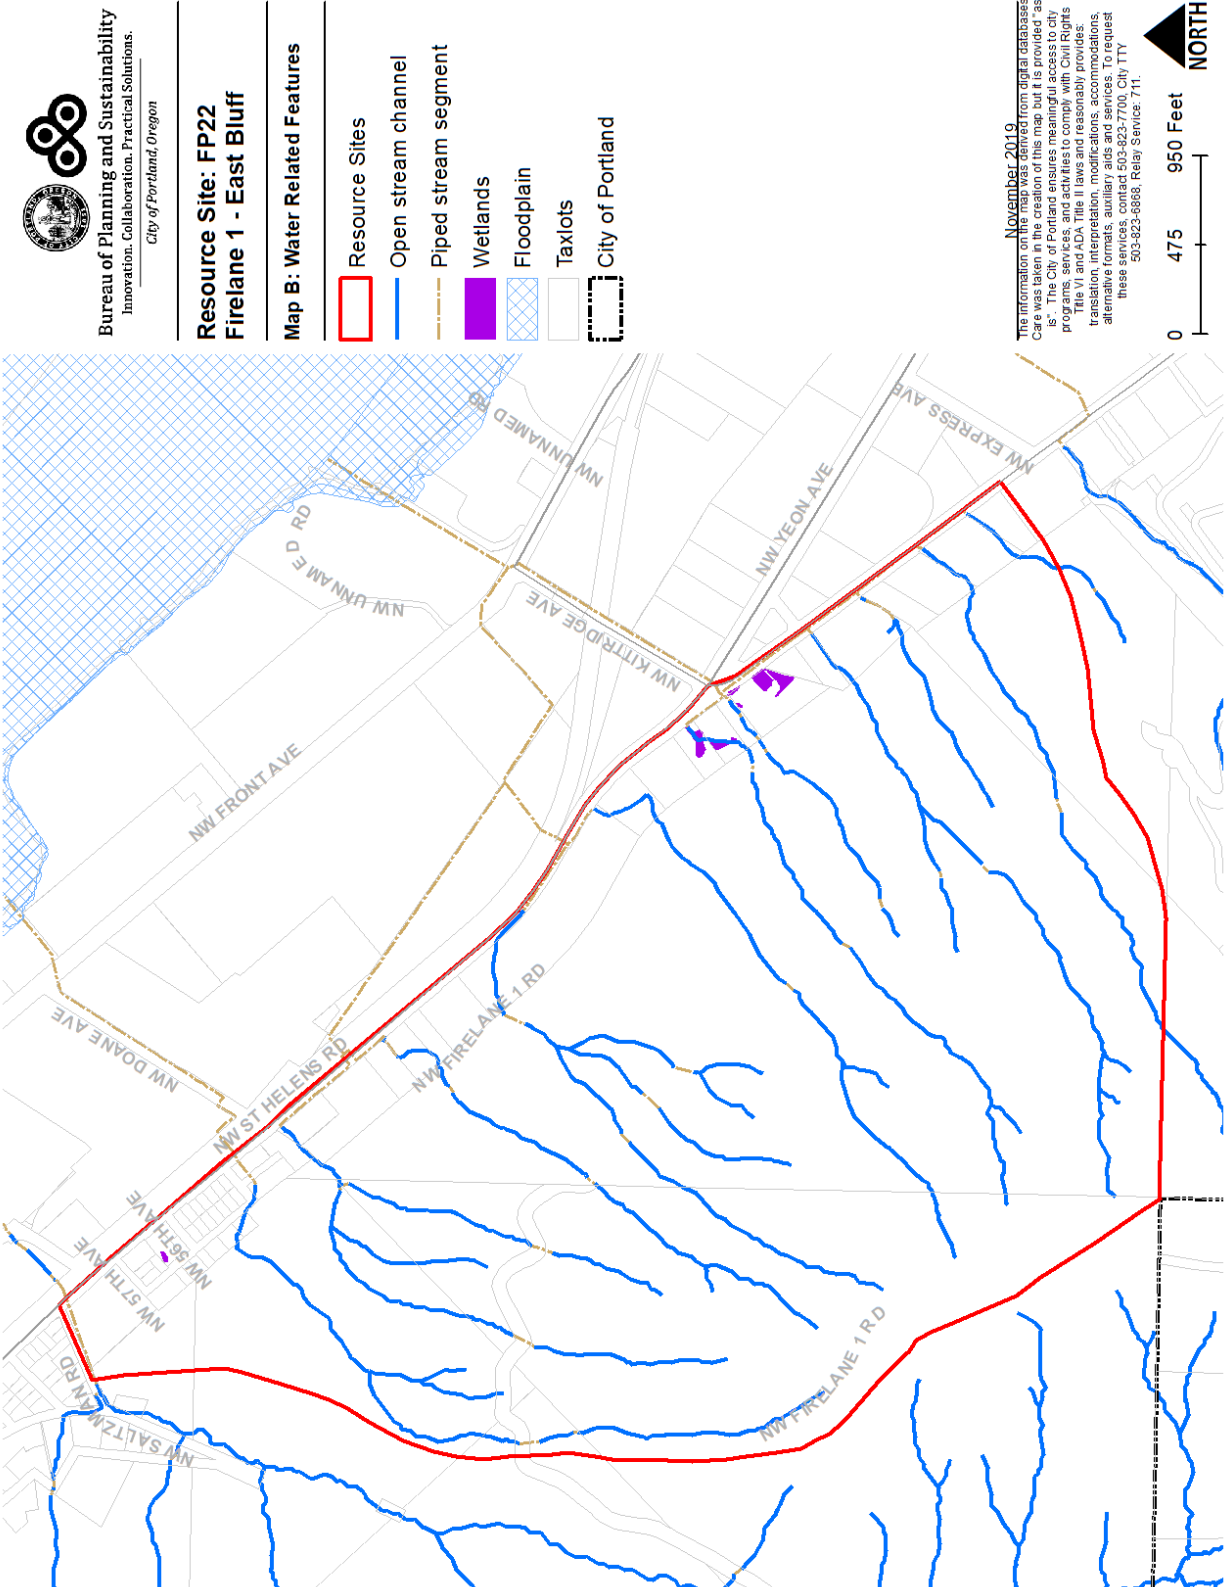 Bureau of Planning and Sustainability
Innovation. Collaboration. Practical Solutions.
City of Portland, Oregon
Resource Site: FP22
Firelane 1 - East Bluff
Map B: Water Related Features
Resource Sites
Open stream channel
Piped stream segment
Wetlands
Floodplain
Taxlots
City of Portland
November 2019
The information on the map was derived from digital databases
Care was taken in the creation of this map but it is provided "as
is". The City of Portland ensures meaningful access to city
programs, services, and activities to comply with Civil Rights
Title VI and ADA Title II laws and reasonably provides:
translation, interpretation, modifications, accommodations,
alternative formats, auxiliary aids and services. To request
these services, contact 503-823-7700, City TTY
503-823-6868, Relay Service: 711.
0 475 950 Feet
NORTH
NW UNNAMED RD
NW UNNAMED RD
NW EXPRESS AVE
NW YEON AVE
NW KITTRIDGE AVE
NW FRONT AVE
NW DOANE AVE
NW ST HELENS RD
NW FIRELANE 1 RD
NW 56TH AVE
NW 57TH AVE
NW SALTZMAN RD
NW FIRELANE 1 RD